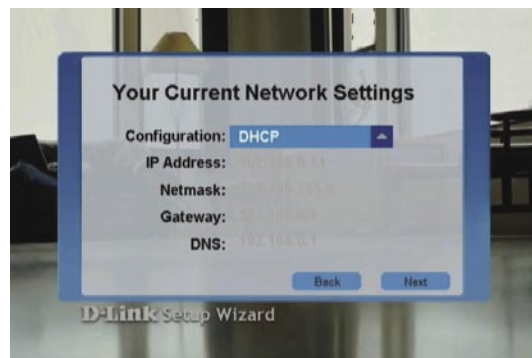 Your Current Network Settings
Configuration: DHCP
IP Address:
Netmask:
Gateway:
DNS: 192.168.0.1
Back Next
D-Link Setup Wizard